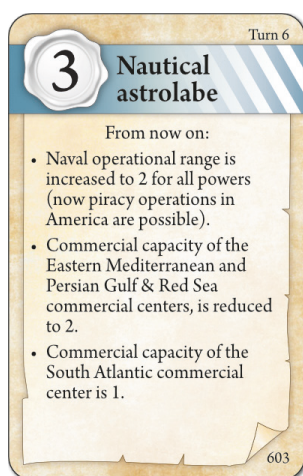 Turn 6
3
Nautical
astrolabe
From now on:
• Naval operational range is
increased to 2 for all powers
(now piracy operations in
America are possible).
• Commercial capacity of the
Eastern Mediterranean and
Persian Gulf & Red Sea
commercial centers, is reduced
to 2.
• Commercial capacity of the
South Atlantic commercial
center is 1.
603